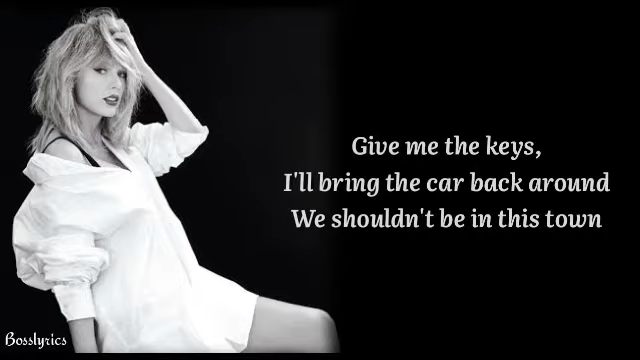 Give me the keys,
I'll bring the car back around
We shouldn't be in this town
Bosslyrics